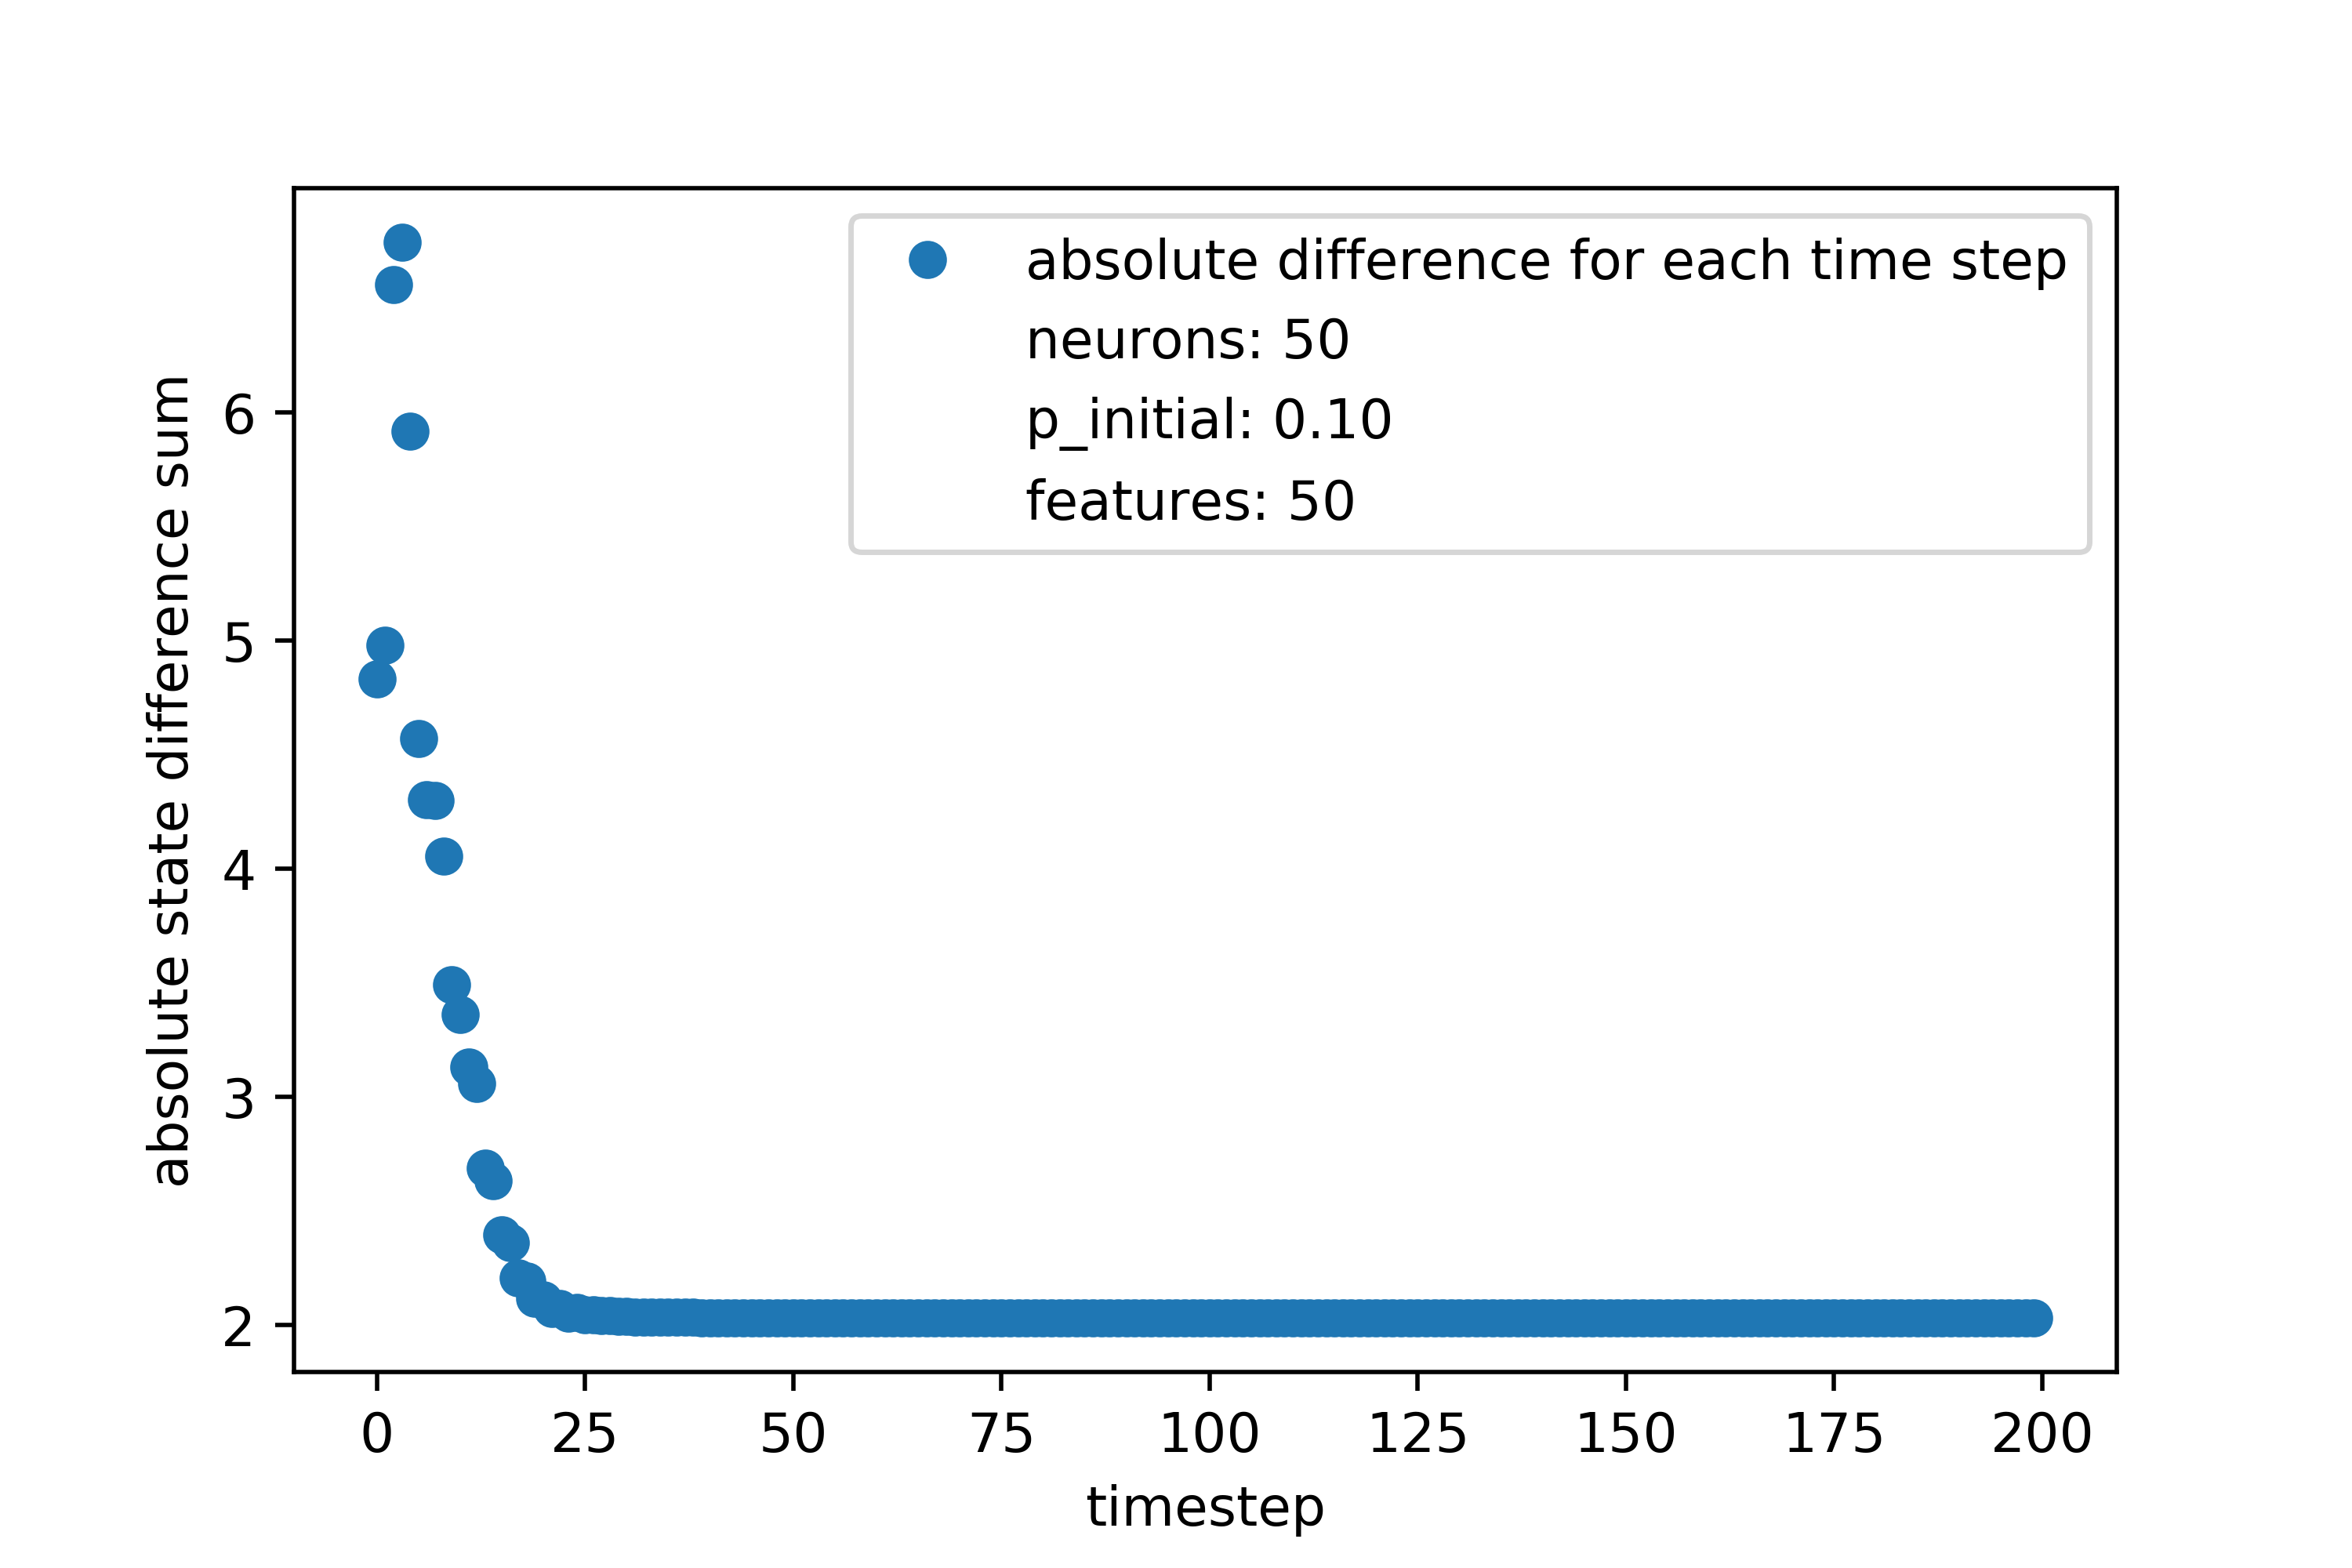 absolute difference for each time step
neurons: 50
p_initial: 0.10
features: 50
absolute state difference sum
6
5
4
3
2
0 25 50 75 100 125 150 175 200
timestep